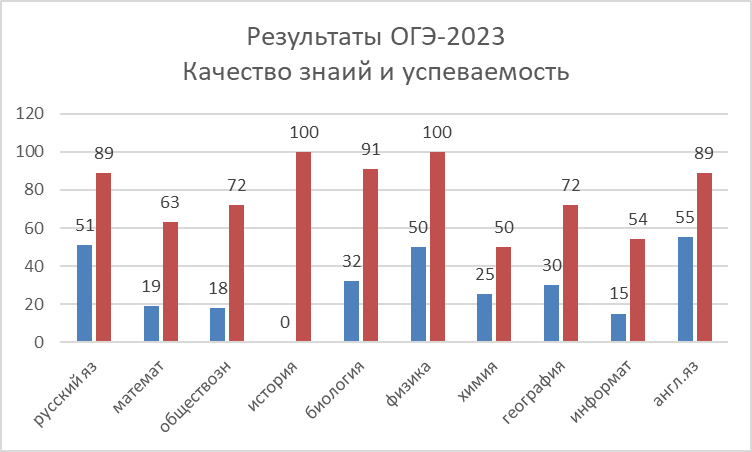 Результаты ОГЭ-2023
Качество знаий и успеваемость
120
100
80
60
40
20
0
51 89
19 63
18 72
0 100
32 91
50 100
25 50
30 72
15 54
55 89
русский яз
математ
обществозн
история
биология
физика
химия
география
информат
англ.яз